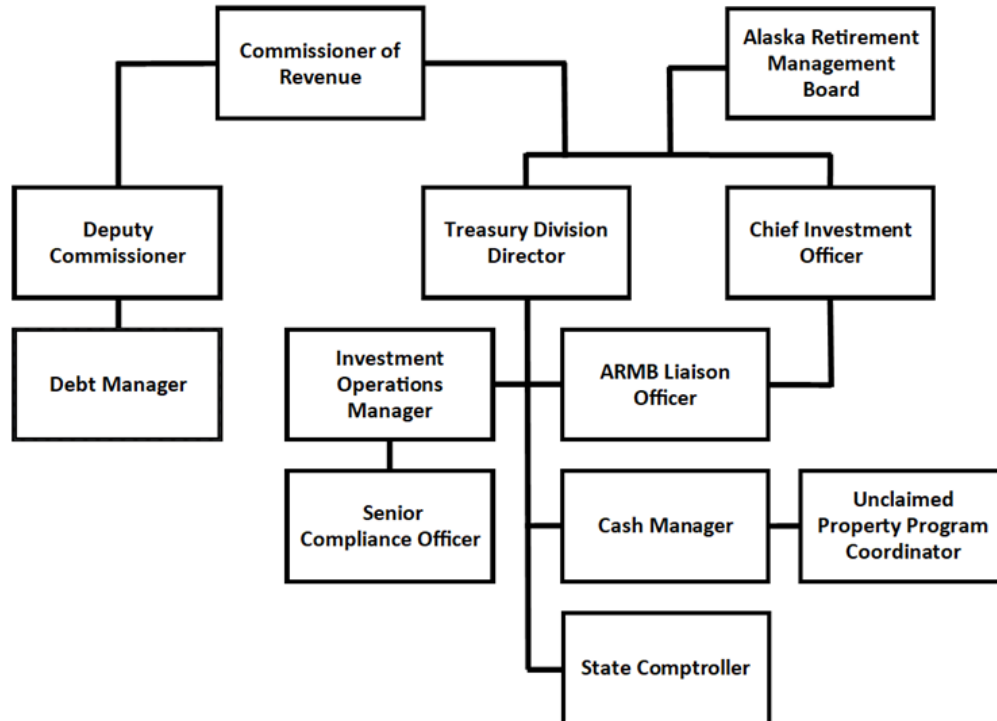 Commissioner of
Revenue
Alaska Retirement
Management
Board
Deputy
Commissioner
Treasury Division
Director
Chief Investment
Officer
Debt Manager
Investment
Operations
Manager
ARMB Liaison
Officer
Senior
Compliance Officer
Cash Manager
Unclaimed
Property Program
Coordinator
State Comptroller